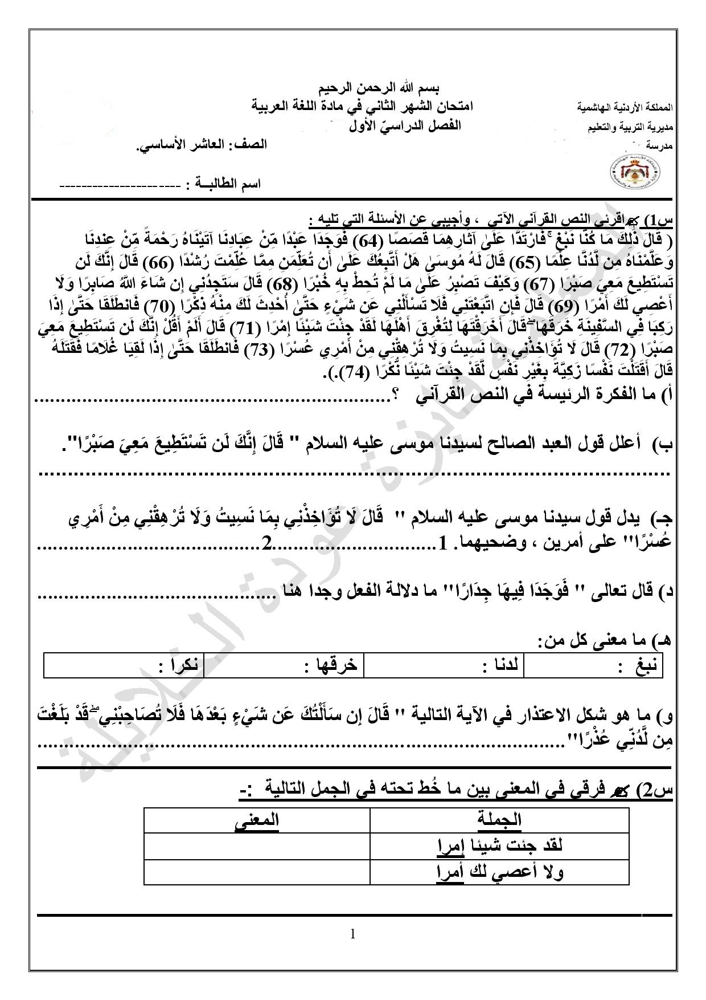 بسم الله الرحمن الرحيم
المملكة الأردنية الهاشمية امتحان الشهر الثاني في مادة اللغة العربية
مديرية التربية والتعليم الفصل الدراسيّ الأول
مدرسة الصف: العاشر الأساسي.
اسم الطالبــة : ----------------------
س1) اقرئي النص القرآني الآتي ، وأجيبي عن الأسئلة التي تليه :
( قَالَ ذَٰلِكَ مَا كُنَّا نَبْغِ ۚ فَارْتَدَّا عَلَىٰ آثَارِهِمَا قَصَصًا (64) فَوَجَدَا عَبْدًا مِّنْ عِبَادِنَا آتَيْنَاهُ رَحْمَةً مِّنْ عِندِنَا
وَعَلَّمْنَاهُ مِن لَّدُنَّا عِلْمًا (65) قَالَ لَهُ مُوسَىٰ هَلْ أَتَّبِعُكَ عَلَىٰ أَن تُعَلِّمَنِ مِمَّا عُلِّمْتَ رُشْدًا (66) قَالَ إِنَّكَ لَن
تَسْتَطِيعَ مَعِيَ صَبْرًا (67) وَكَيْفَ تَصْبِرُ عَلَىٰ مَا لَمْ تُحِطْ بِهِ خُبْرًا (68) قَالَ سَتَجِدُنِي إِن شَاءَ اللَّهُ صَابِرًا وَلَا
أَعْصِي لَكَ أَمْرًا (69) قَالَ فَإِنِ اتَّبَعْتَنِي فَلَا تَسْأَلْنِي عَن شَيْءٍ حَتَّىٰ أُحْدِثَ لَكَ مِنْهُ ذِكْرًا (70) فَانطَلَقَا حَتَّىٰ إِذَا
رَكِبَا فِي السَّفِينَةِ خَرَقَهَا ۖ قَالَ أَخَرَقْتَهَا لِتُغْرِقَ أَهْلَهَا لَقَدْ جِئْتَ شَيْئًا إِمْرًا (71) قَالَ أَلَمْ أَقُلْ إِنَّكَ لَن تَسْتَطِيعَ مَعِيَ
صَبْرًا (72) قَالَ لَا تُؤَاخِذْنِي بِمَا نَسِيتُ وَلَا تُرْهِقْنِي مِنْ أَمْرِي عُسْرًا (73) فَانطَلَقَا حَتَّىٰ إِذَا لَقِيَا غُلَامًا فَقَتَلَهُ
قَالَ أَقَتَلْتَ نَفْسًا زَكِيَّةً بِغَيْرِ نَفْسٍ لَّقَدْ جِئْتَ شَيْئًا نُّكْرًا (74).).
أ) ما الفكرة الرئيسة في النص القرآني ؟...................................................................
ب) أعلل قول العبد الصالح لسيدنا موسى عليه السلام " قَالَ إِنَّكَ لَن تَسْتَطِيعَ مَعِيَ صَبْرًا".
.................................................................................................................
جـ) يدل قول سيدنا موسى عليه السلام " قَالَ لَا تُؤَاخِذْنِي بِمَا نَسِيتُ وَلَا تُرْهِقْنِي مِنْ أَمْرِي
عُسْرًا" على أمرين ، وضحيهما. 1..............................2..........................................
د) قال تعالى " فَوَجَدَا فِيهَا جِدَارًا" ما دلالة الفعل وجدا هنا .............................................
هـ) ما معنى كل من:
نبغ : لدنا : خرقها : نكرا :
و) ما هو شكل الاعتذار في الآية التالية " قَالَ إِن سَأَلْتُكَ عَن شَيْءٍ بَعْدَهَا فَلَا تُصَاحِبْنِي ۖ قَدْ بَلَغْتَ
مِن لَّدُنِّي عُذْرًا"...................................................................................................
س2) فرقي في المعنى بين ما خُط تحته في الجمل التالية :-
الجملة المعنى
لقد جئت شيئا إمرا
ولا أعصي لك أمرا
1
المعلمة فايزة عودة الخلايلة